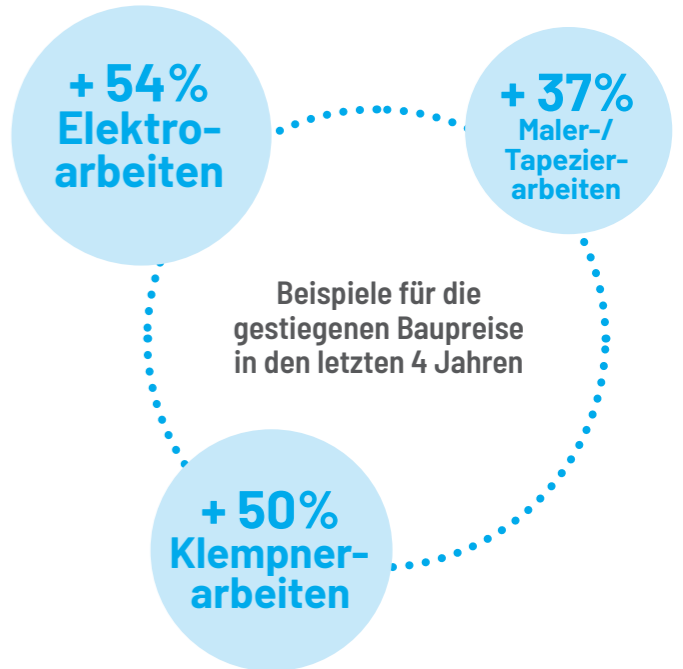 + 54%
Elektro-
arbeiten
+ 37%
Maler-/
Tapezier-
arbeiten
Beispiele für die
gestiegenen Baupreise
in den letzten 4 Jahren
+ 50%
Klempner-
arbeiten